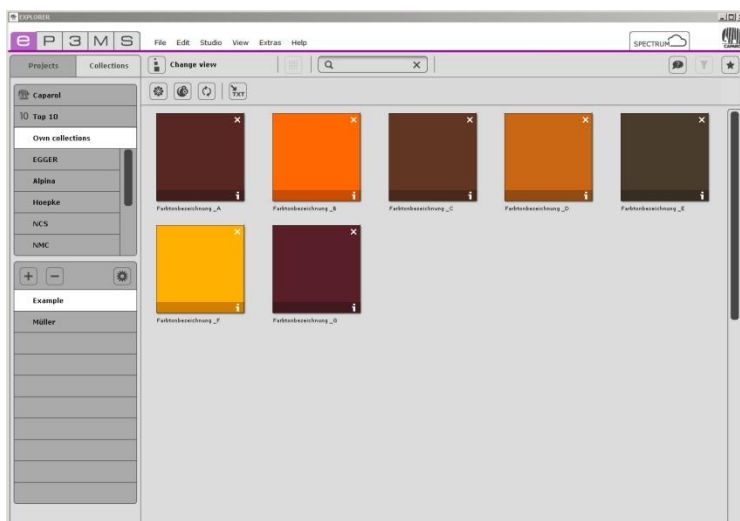 EXPLORER
e P 3 M S File Edit Studio View Extras Help SPECTRUM
Projects Collections Change view
Caparol
10 Top 10 TXT
Own collections
EGGER
Alpina
Hoepke
NCS
NMC
Farbtonbezeichnung _A Farbtonbezeichnung _B Farbtonbezeichnung _C Farbtonbezeichnung _D Farbtonbezeichnung _E
Example
Müller
Farbtonbezeichnung _F Farbtonbezeichnung _G